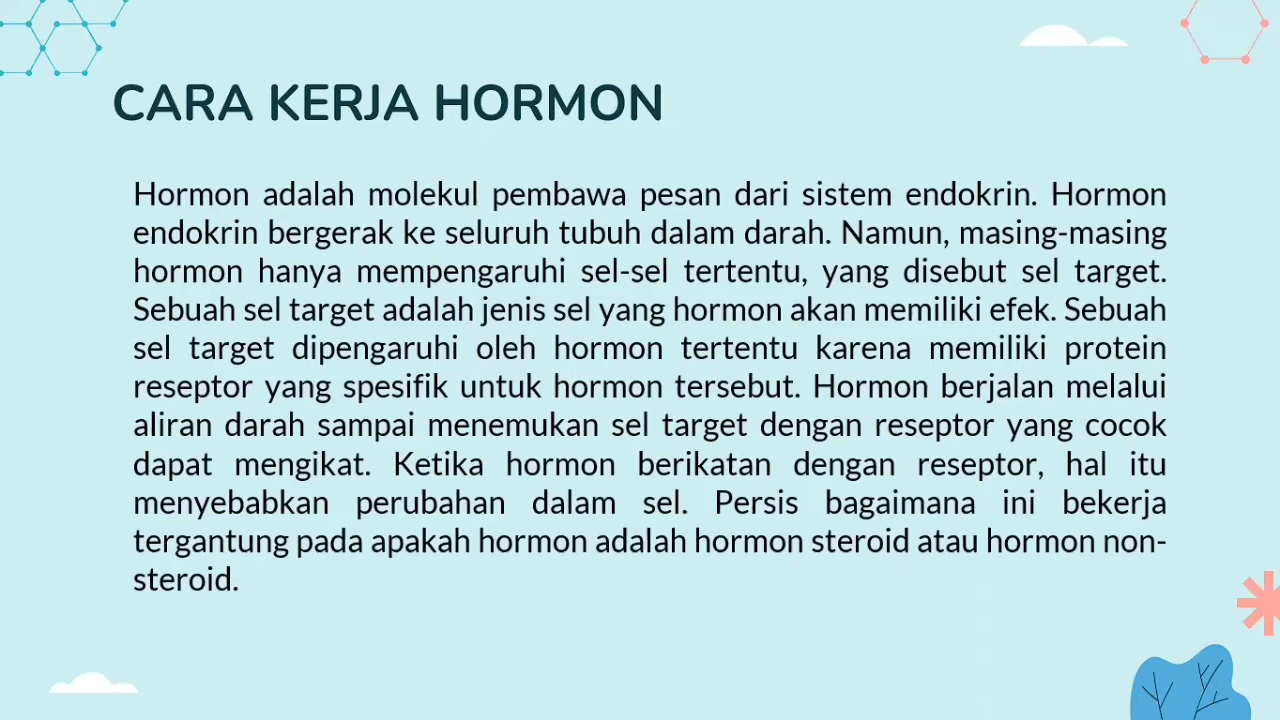 CARA KERJA HORMON
Hormon adalah molekul pembawa pesan dari sistem endokrin. Hormon
endokrin bergerak ke seluruh tubuh dalam darah. Namun, masing-masing
hormon hanya mempengaruhi sel-sel tertentu, yang disebut sel target.
Sebuah sel target adalah jenis sel yang hormon akan memiliki efek. Sebuah
sel target dipengaruhi oleh hormon tertentu karena memiliki protein
reseptor yang spesifik untuk hormon tersebut. Hormon berjalan melalui
aliran darah sampai menemukan sel target dengan reseptor yang cocok
dapat mengikat. Ketika hormon berikatan dengan reseptor, hal itu
menyebabkan perubahan dalam sel. Persis bagaimana ini bekerja
tergantung pada apakah hormon adalah hormon steroid atau hormon non-
steroid.